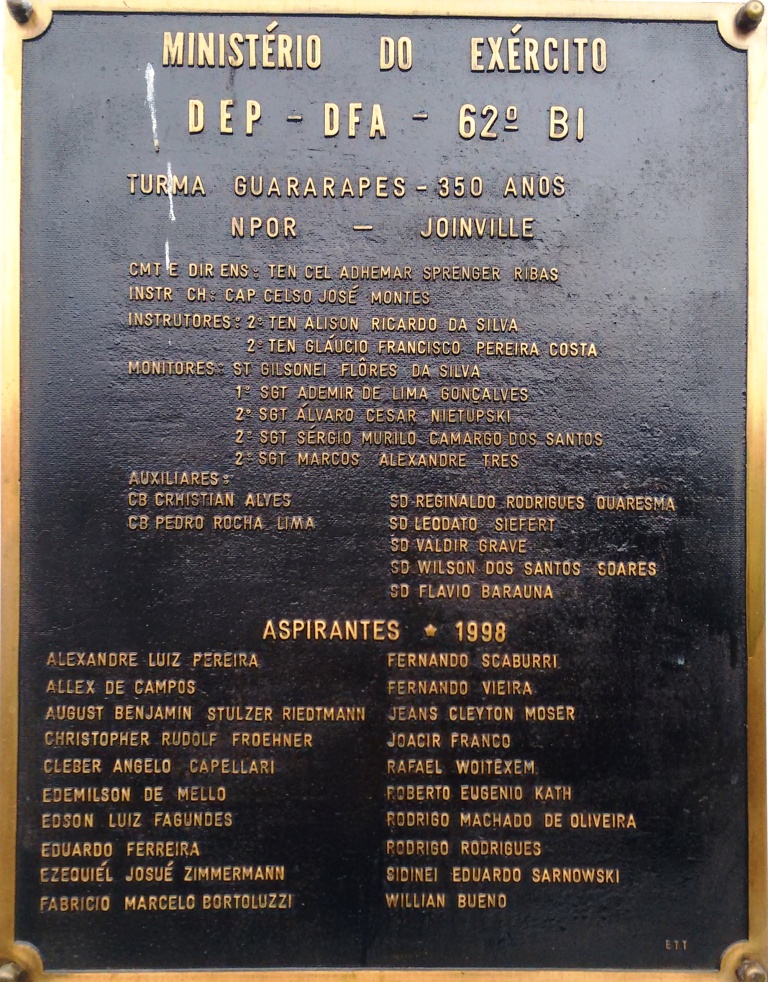 MINISTÉRIO DO EXÉRCITO
DEP - DFA - 62º BI
TURMA GUARARAPES - 350 ANOS
NPOR — JOINVILLE
CMT E DIR ENS: TEN CEL ADHEMAR SPRENGER RIBAS
INSTR CH: CAP CELSO JOSÉ MONTES
INSTRUTORES: 2º TEN ALISON RICARDO DA SILVA
2º TEN GLÁUCIO FRANCISCO PEREIRA COSTA
MONITORES: ST GILSONEI FLÔRES DA SILVA
1º SGT ADEMIR DE LIMA GONÇALVES
2º SGT ÁLVARO CESAR NIETUPSKI
2º SGT SÉRGIO MURILO CAMARGO DOS SANTOS
2º SGT MARCOS ALEXANDRE TRES
AUXILIARES:
CB CRHISTIAN ALVES
CB PEDRO ROCHA LIMA
SD REGINALDO RODRIGUES QUARESMA
SD LEODATO SIEFERT
SD VALDIR GRAVE
SD WILSON DOS SANTOS SOARES
SD FLAVIO BARAUNA
ASPIRANTES ★ 1998
ALEXANDRE LUIZ PEREIRA
ALLEX DE CAMPOS
AUGUST BENJAMIN STULZER RIEDTMANN
CHRISTOPHER RUDOLF FROEHNER
CLEBER ANGELO CAPELLARI
EDEMILSON DE MELLO
EDSON LUIZ FAGUNDES
EDUARDO FERREIRA
EZEQUIÉL JOSUÉ ZIMMERMANN
FABRICIO MARCELO BORTOLUZZI
FERNANDO SCABURRI
FERNANDO VIEIRA
JEANS CLEYTON MOSER
JOACIR FRANCO
RAFAEL WOITEXEM
ROBERTO EUGENIO KATH
RODRIGO MACHADO DE OLIVEIRA
RODRIGO RODRIGUES
SIDINEI EDUARDO SARNOWSKI
WILLIAN BUENO
ETT